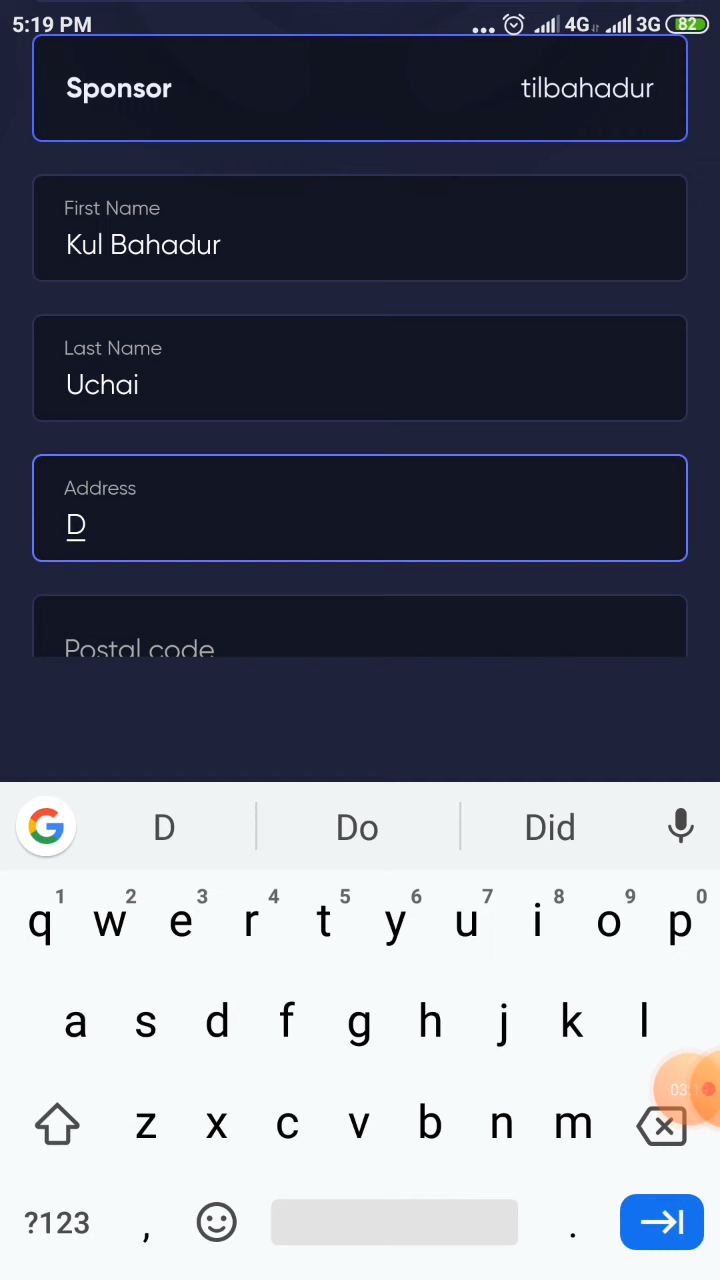 5:19 PM ... 4G 3G 82
Sponsor tilbahadur
First Name
Kul Bahadur
Last Name
Uchai
Address
D
Postal code
G D Do Did
1 2 3 4 5 6 7 8 9 0
q w e r t y u i o p
a s d f g h j k l
z x c v b n m
?123 , .